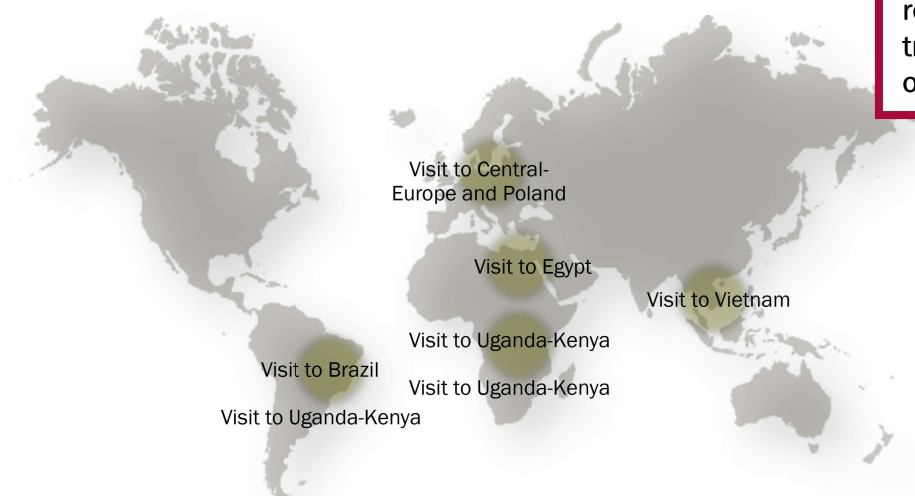 Visit to Central-
Europe and Poland
Visit to Egypt
Visit to Vietnam
Visit to Uganda-Kenya
Visit to Brazil
Visit to Uganda-Kenya
Visit to Uganda-Kenya